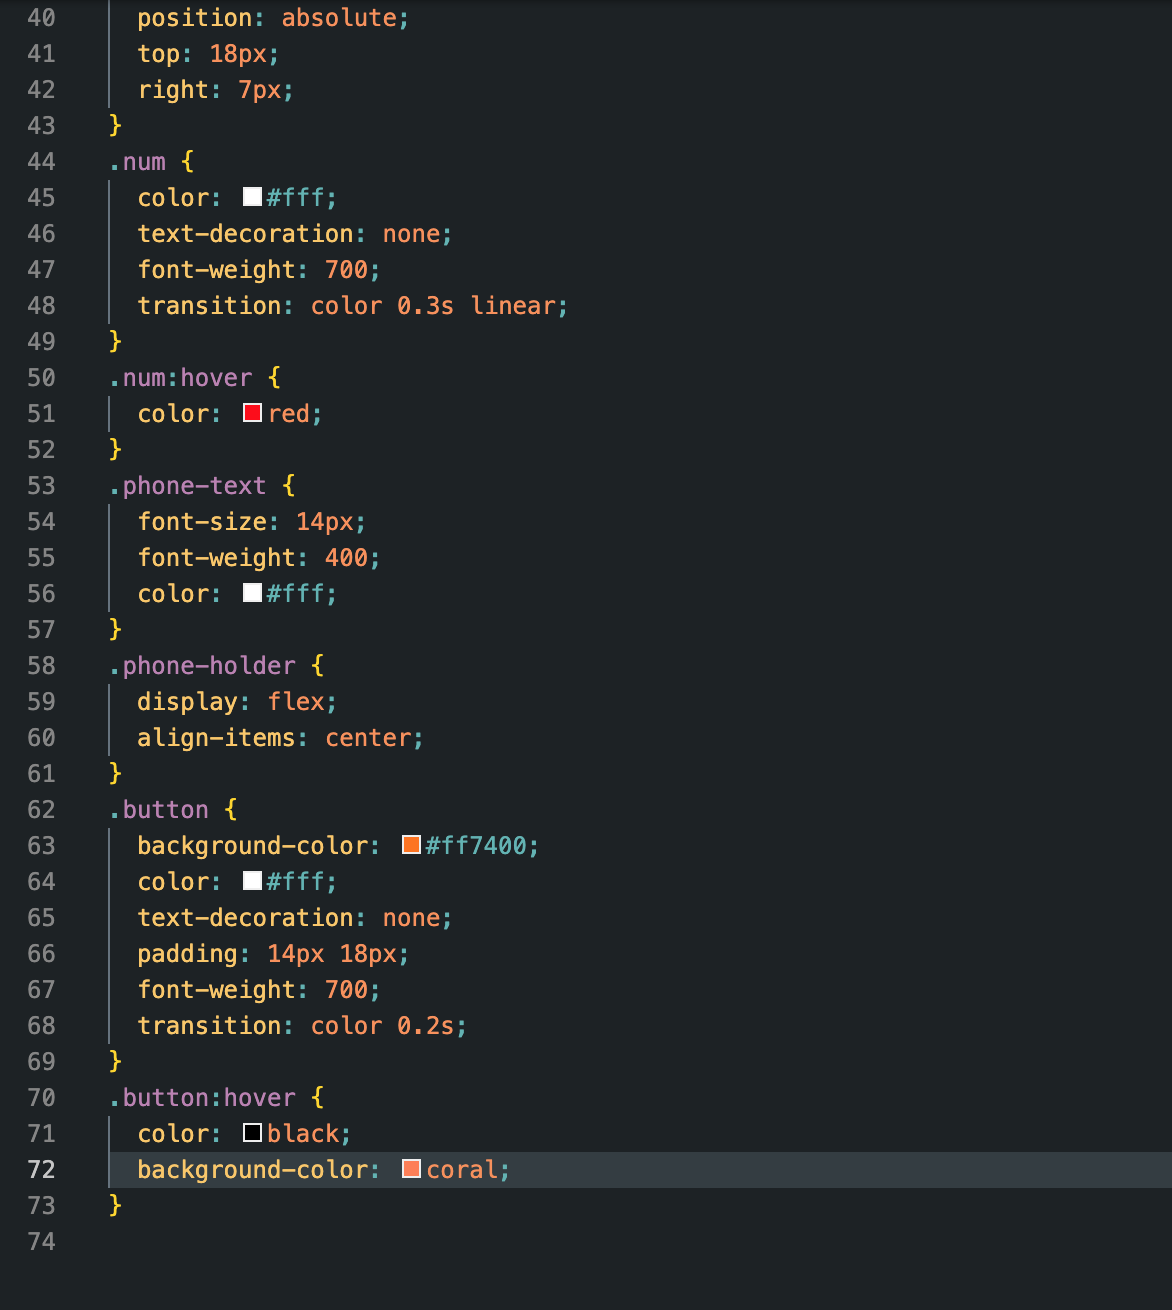 40 position: absolute;
41 top: 18px;
42 right: 7px;
43 }
44 .num {
45 color: #fff;
46 text-decoration: none;
47 font-weight: 700;
48 transition: color 0.3s linear;
49 }
50 .num:hover {
51 color: red;
52 }
53 .phone-text {
54 font-size: 14px;
55 font-weight: 400;
56 color: #fff;
57 }
58 .phone-holder {
59 display: flex;
60 align-items: center;
61 }
62 .button {
63 background-color: #ff7400;
64 color: #fff;
65 text-decoration: none;
66 padding: 14px 18px;
67 font-weight: 700;
68 transition: color 0.2s;
69 }
70 .button:hover {
71 color: black;
72 background-color: coral;
73 }
74